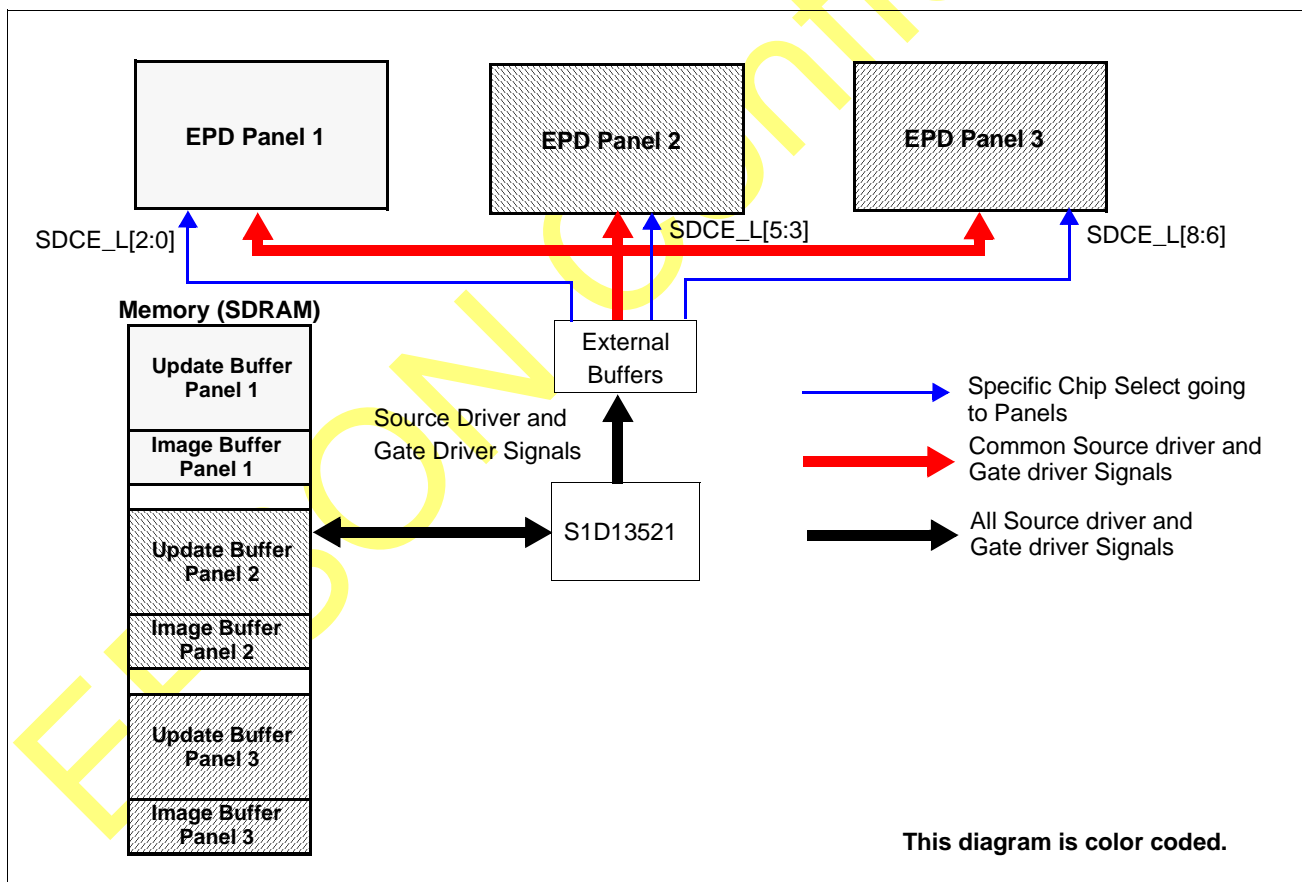 EPD Panel 1
EPD Panel 2
EPD Panel 3
SDCE_L[2:0]
SDCE_L[5:3]
SDCE_L[8:6]
Memory (SDRAM)
Update Buffer
Panel 1
Image Buffer
Panel 1
Update Buffer
Panel 2
Image Buffer
Panel 2
Update Buffer
Panel 3
Image Buffer
Panel 3
External
Buffers
Source Driver and
Gate Driver Signals
S1D13521
Specific Chip Select going
to Panels
Common Source driver and
Gate driver Signals
All Source driver and
Gate driver Signals
This diagram is color coded.